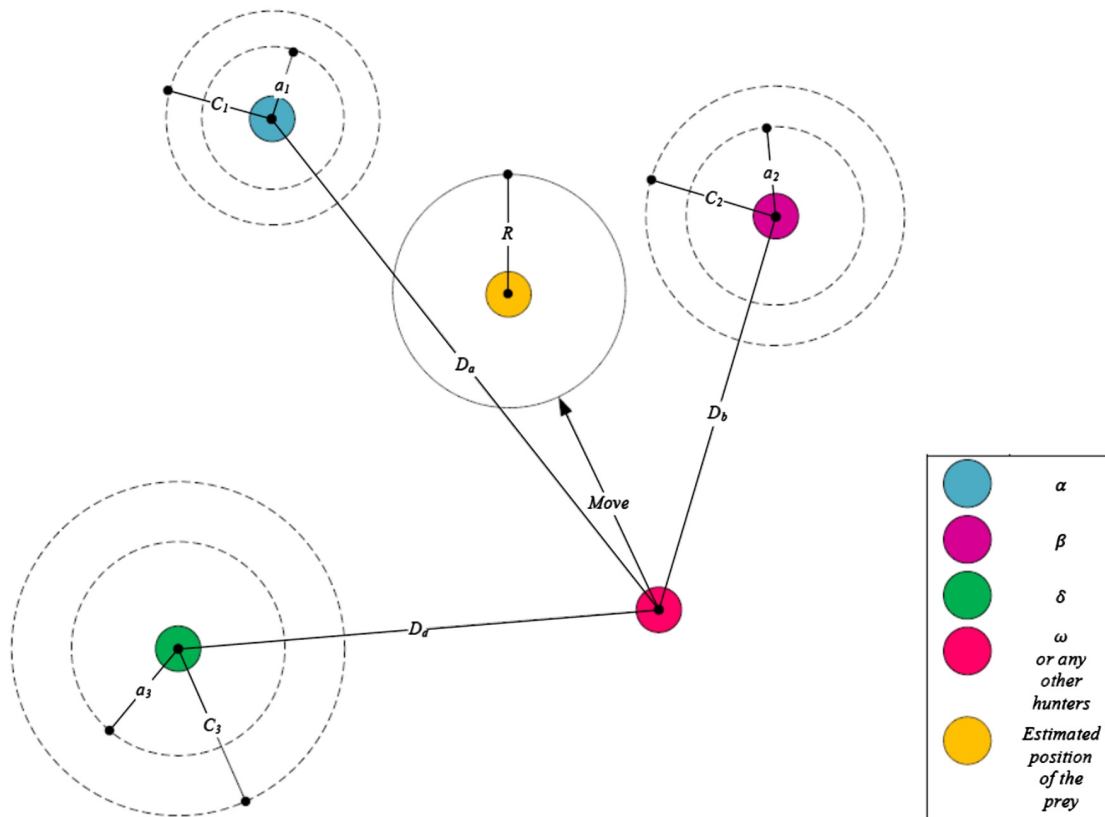 a1
C1
a2
C2
R
Da
Db
Move
Dd
a3
C3
α
β
δ
ω
or any
other
hunters
Estimated
position
of the
prey